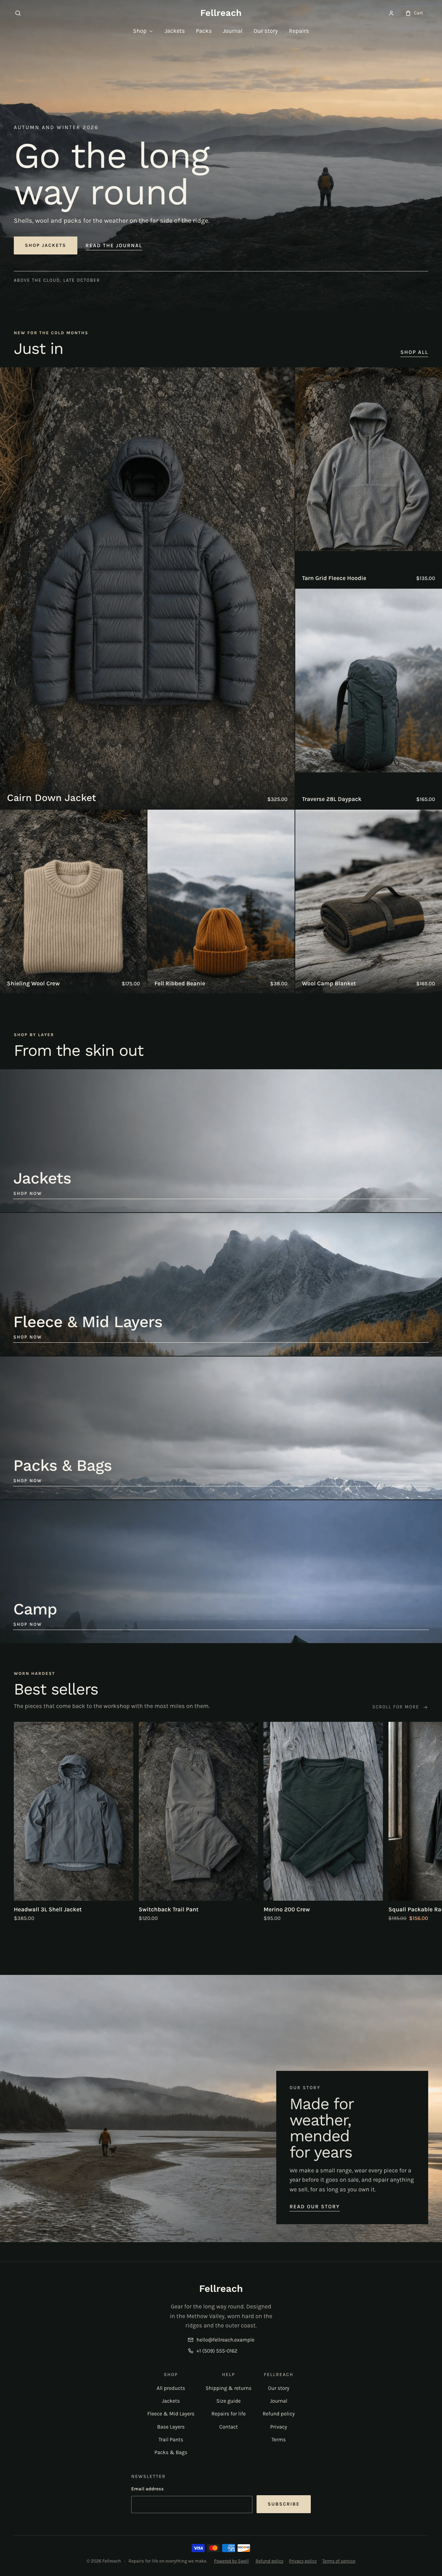 Fellreach
Cart
Shop
Jackets
Packs
Journal
Our story
Repairs
AUTUMN AND WINTER 2026
Go the long
way round
Shells, wool and packs for the weather on the far side of the ridge.
SHOP JACKETS
READ THE JOURNAL
ABOVE THE CLOUD, LATE OCTOBER
NEW FOR THE COLD MONTHS
Just in
SHOP ALL
Cairn Down Jacket
$325.00
Tarn Grid Fleece Hoodie
$135.00
Traverse 28L Daypack
$165.00
Shieling Wool Crew
$175.00
Fell Ribbed Beanie
$38.00
Wool Camp Blanket
$165.00
SHOP BY LAYER
From the skin out
Jackets
SHOP NOW
Fleece & Mid Layers
SHOP NOW
Packs & Bags
SHOP NOW
Camp
SHOP NOW
WORN HARDEST
Best sellers
The pieces that come back to the workshop with the most miles on them.
SCROLL FOR MORE
Headwall 3L Shell Jacket
$385.00
Switchback Trail Pant
$120.00
Merino 200 Crew
$95.00
Squall Packable Ra
$195.00 $156.00
OUR STORY
Made for
weather,
mended
for years
We make a small range, wear every piece for a
year before it goes on sale, and repair anything
we sell, for as long as you own it.
READ OUR STORY
Fellreach
Gear for the long way round. Designed
in the Methow Valley, worn hard on the
ridges and the outer coast.
hello@fellreach.example
+1 (509) 555-0162
SHOP
All products
Jackets
Fleece & Mid Layers
Base Layers
Trail Pants
Packs & Bags
HELP
Shipping & returns
Size guide
Repairs for life
Contact
FELLREACH
Our story
Journal
Refund policy
Privacy
Terms
NEWSLETTER
Email address
SUBSCRIBE
VISA
© 2026 Fellreach
Repairs for life on everything we make.
Powered by Swell
Refund policy
Privacy policy
Terms of service